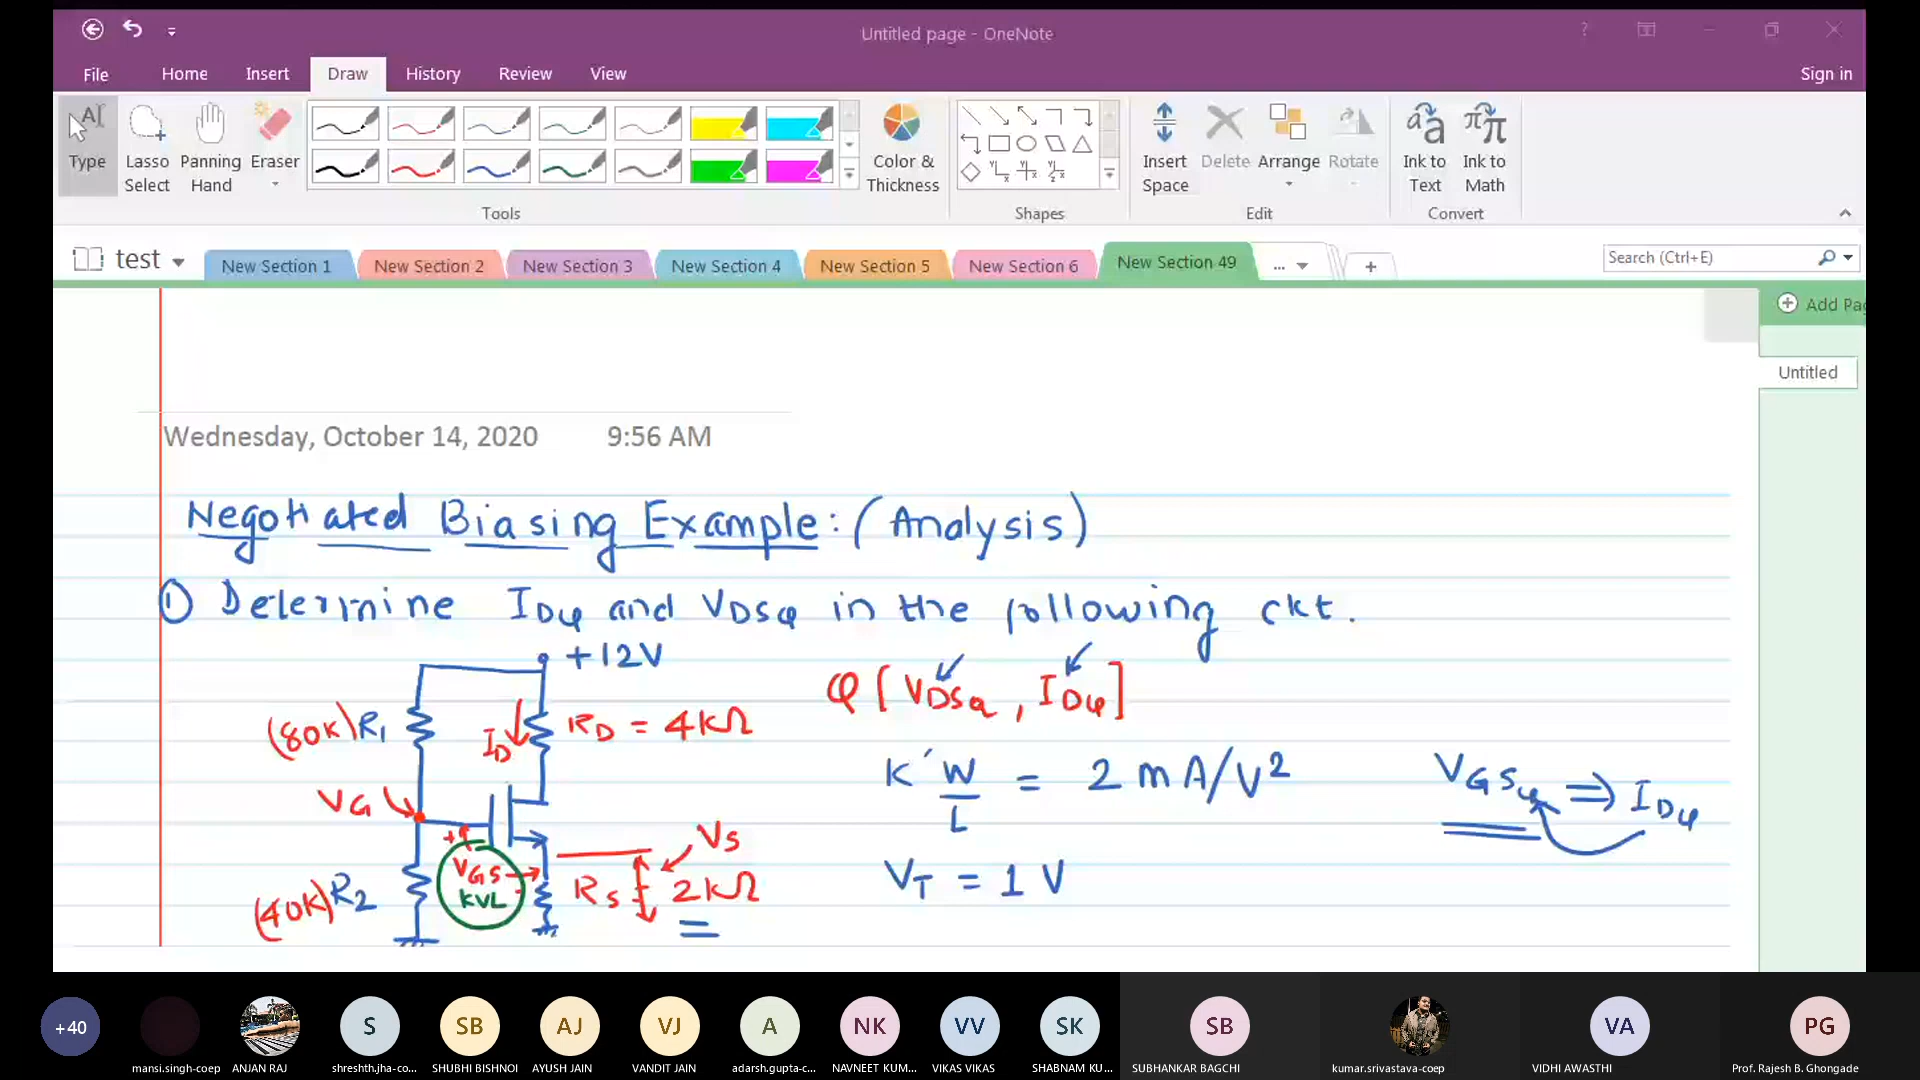 Untitled page - OneNote
File Home Insert Draw History Review View Sign in
Type
Lasso Select
Panning Hand
Eraser
Color & Thickness
Insert Space
Delete
Arrange
Rotate
Ink to Text
Ink to Math
Tools Shapes Edit Convert
test New Section 1 New Section 2 New Section 3 New Section 4 New Section 5 New Section 6 New Section 49 ... + Search (Ctrl+E)
Add Pag
Untitled
Wednesday, October 14, 2020 9:56 AM
Negotiated Biasing Example: (Analysis)
① Determine IDQ and VDSQ in the following ckt.
+12V
Q [VDSQ, IDQ]
(80K) R1 ID RD = 4KΩ
K' W/L = 2 mA/V²
VGSQ ⇒ IDQ
VG
+
VS
VGS
KVL
RS 2KΩ
VT = 1 V
(40K) R2
+40 S SB AJ VJ A NK VV SK SB VA PG
mansi.singh-coep ANJAN RAJ shreshth.jha-co... SHUBHI BISHNOI AYUSH JAIN VANDIT JAIN adarsh.gupta-c... NAVNEET KUM... VIKAS VIKAS SHABNAM KU... SUBHANKAR BAGCHI kumar.srivastava-coep VIDHI AWASTHI Prof. Rajesh B. Ghongade